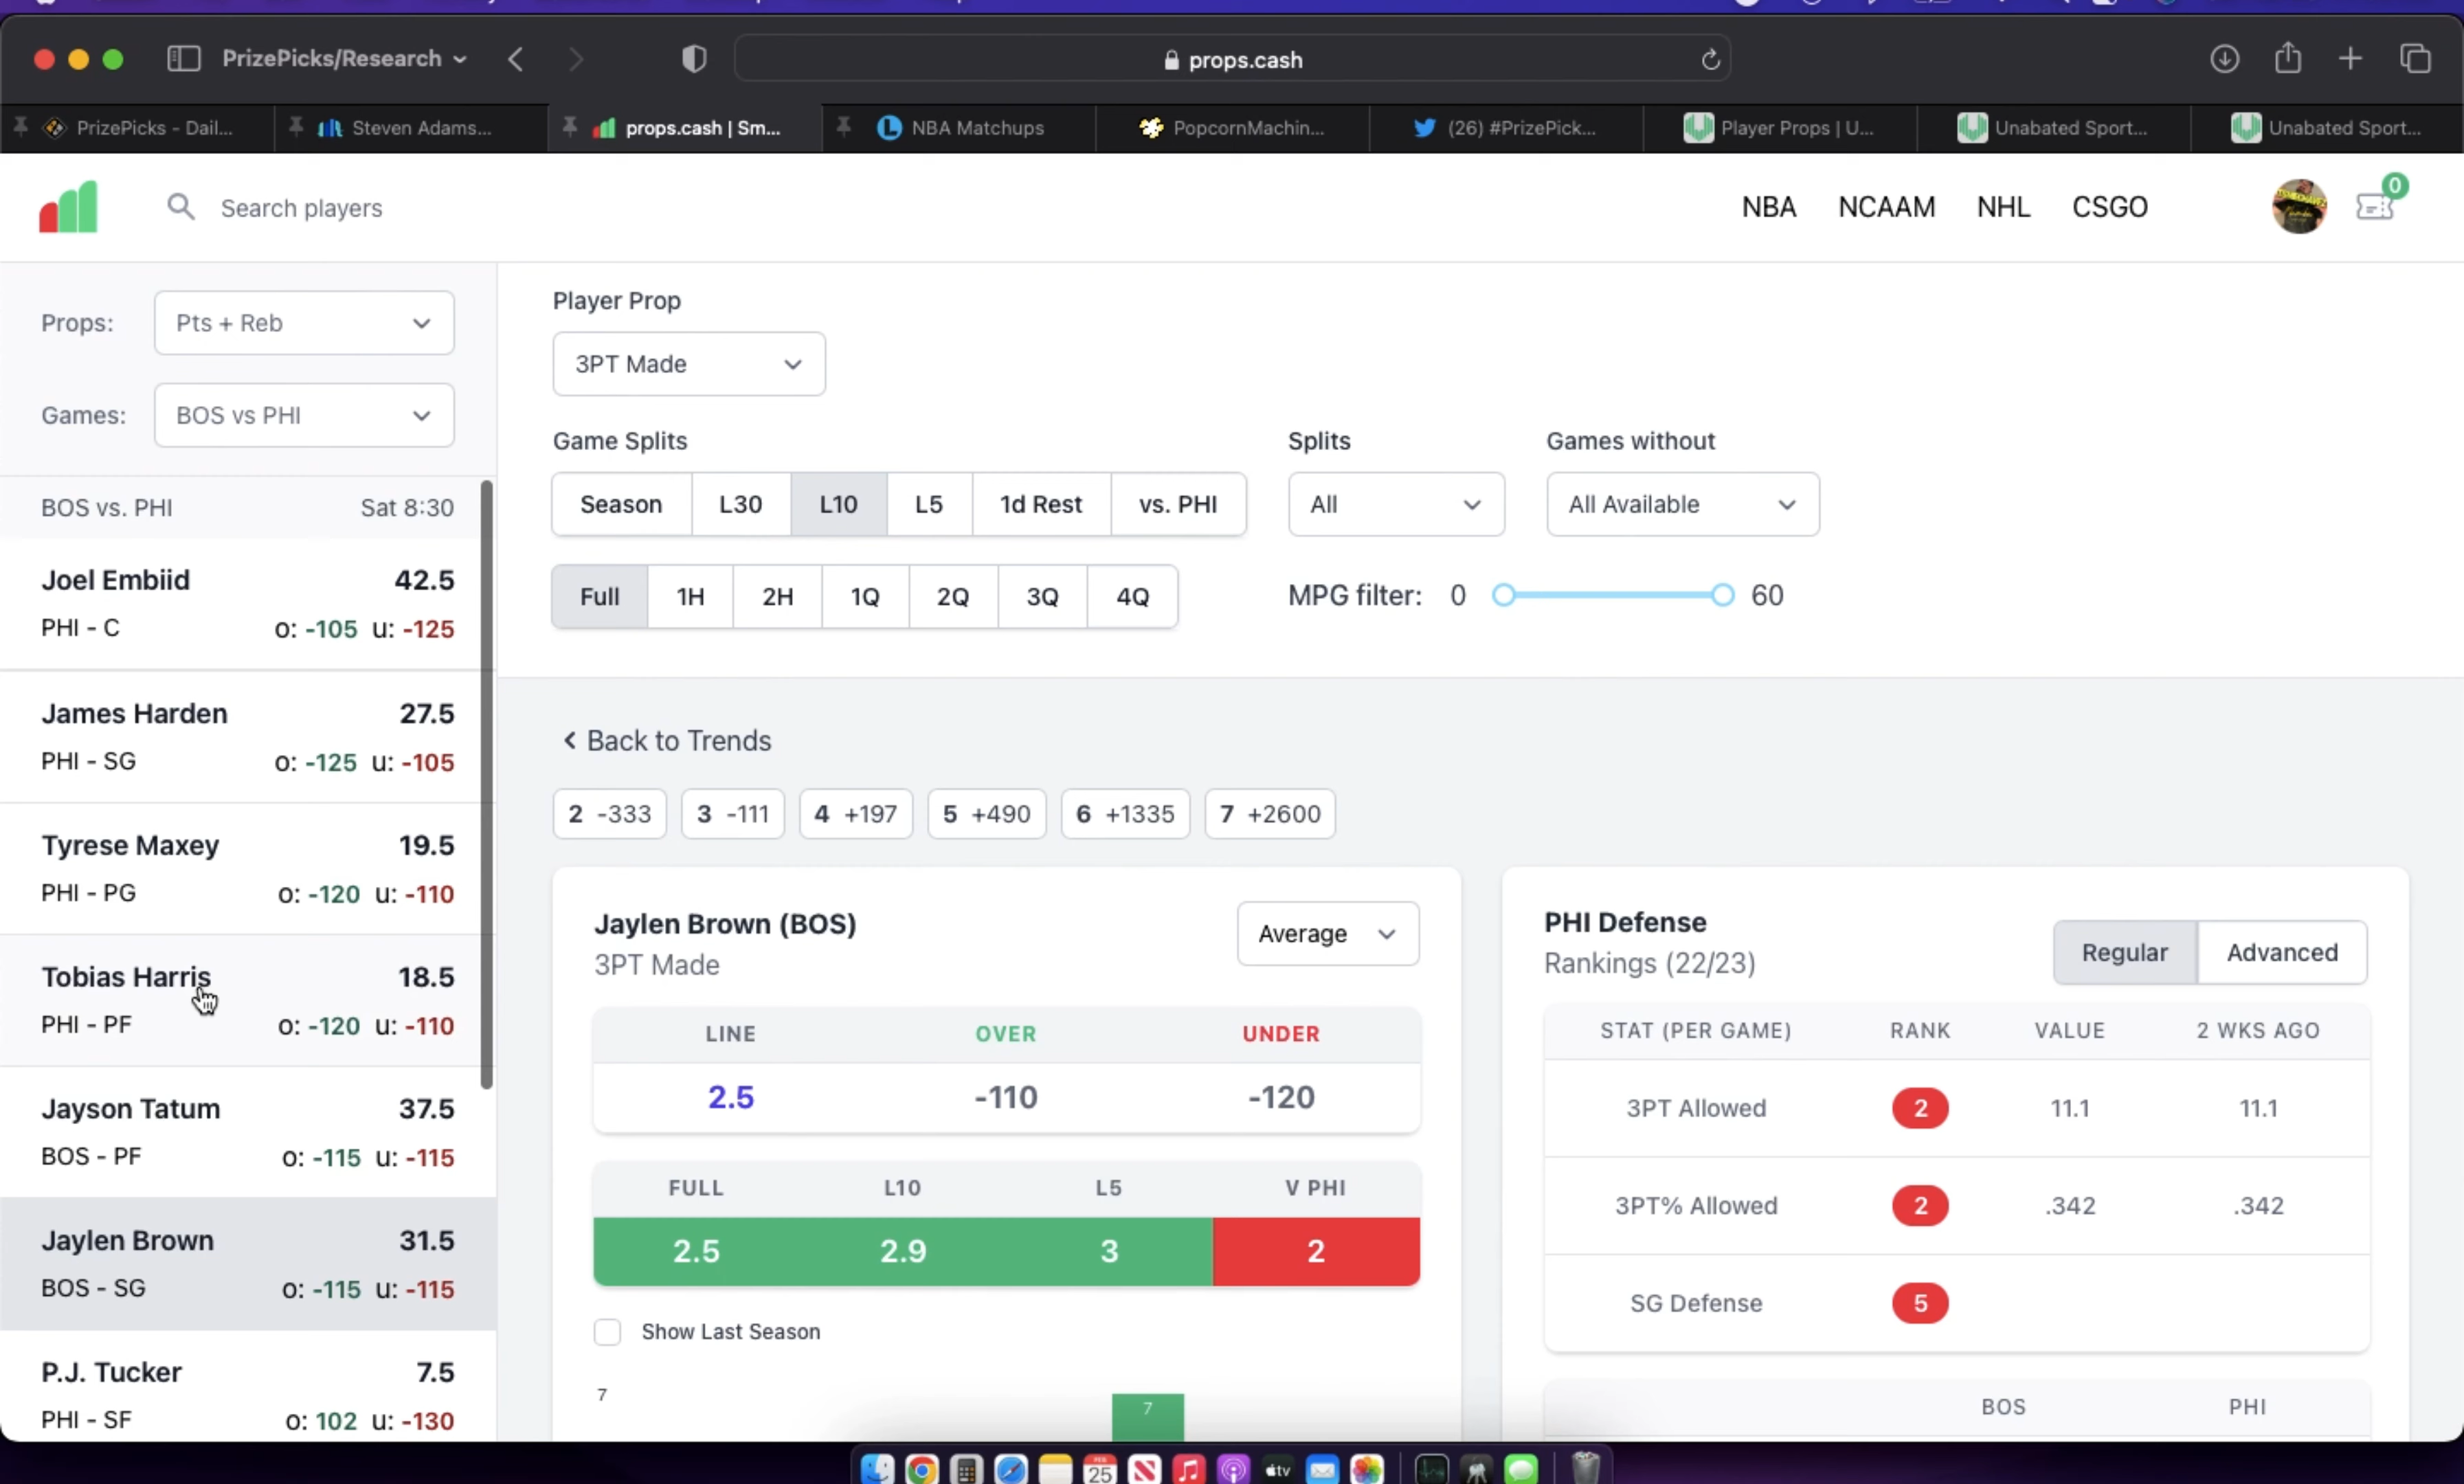 PrizePicks/Research
props.cash
PrizePicks - Dail...
Steven Adams...
props.cash | Sm...
NBA Matchups
PopcornMachin...
(26) #PrizePick...
Player Props | U...
Unabated Sport...
Unabated Sport...
Search players
NBA
NCAAM
NHL
CSGO
0
Props:
Pts + Reb
Games:
BOS vs PHI
BOS vs. PHI Sat 8:30
Joel Embiid 42.5
PHI - C o: -105 u: -125
James Harden 27.5
PHI - SG o: -125 u: -105
Tyrese Maxey 19.5
PHI - PG o: -120 u: -110
Tobias Harris 18.5
PHI - PF o: -120 u: -110
Jayson Tatum 37.5
BOS - PF o: -115 u: -115
Jaylen Brown 31.5
BOS - SG o: -115 u: -115
P.J. Tucker 7.5
PHI - SF o: 102 u: -130
Player Prop
3PT Made
Game Splits
Season L30 L10 L5 1d Rest vs. PHI
Full 1H 2H 1Q 2Q 3Q 4Q
Splits
All
Games without
All Available
MPG filter: 0 60
Back to Trends
2 -333 3 -111 4 +197 5 +490 6 +1335 7 +2600
Jaylen Brown (BOS)
3PT Made
Average
LINE OVER UNDER
2.5 -110 -120
FULL L10 L5 V PHI
2.5 2.9 3 2
Show Last Season
7
7
PHI Defense
Rankings (22/23)
Regular Advanced
STAT (PER GAME) RANK VALUE 2 WKS AGO
3PT Allowed 2 11.1 11.1
3PT% Allowed 2 .342 .342
SG Defense 5
BOS PHI
FEB
25
tv